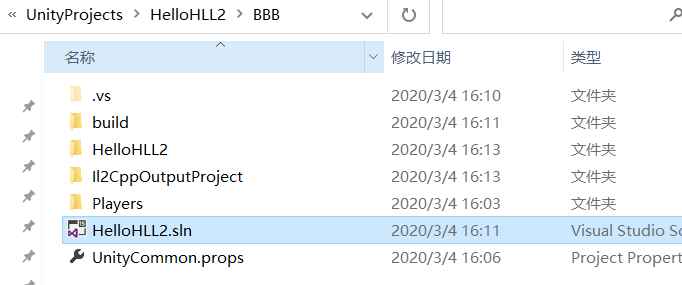 « UnityProjects > HelloHLL2 > BBB
名称 修改日期 类型
.vs 2020/3/4 16:10 文件夹
build 2020/3/4 16:11 文件夹
HelloHLL2 2020/3/4 16:13 文件夹
Il2CppOutputProject 2020/3/4 16:13 文件夹
Players 2020/3/4 16:03 文件夹
HelloHLL2.sln 2020/3/4 16:11 Visual Studio So
UnityCommon.props 2020/3/4 16:06 Project Propert